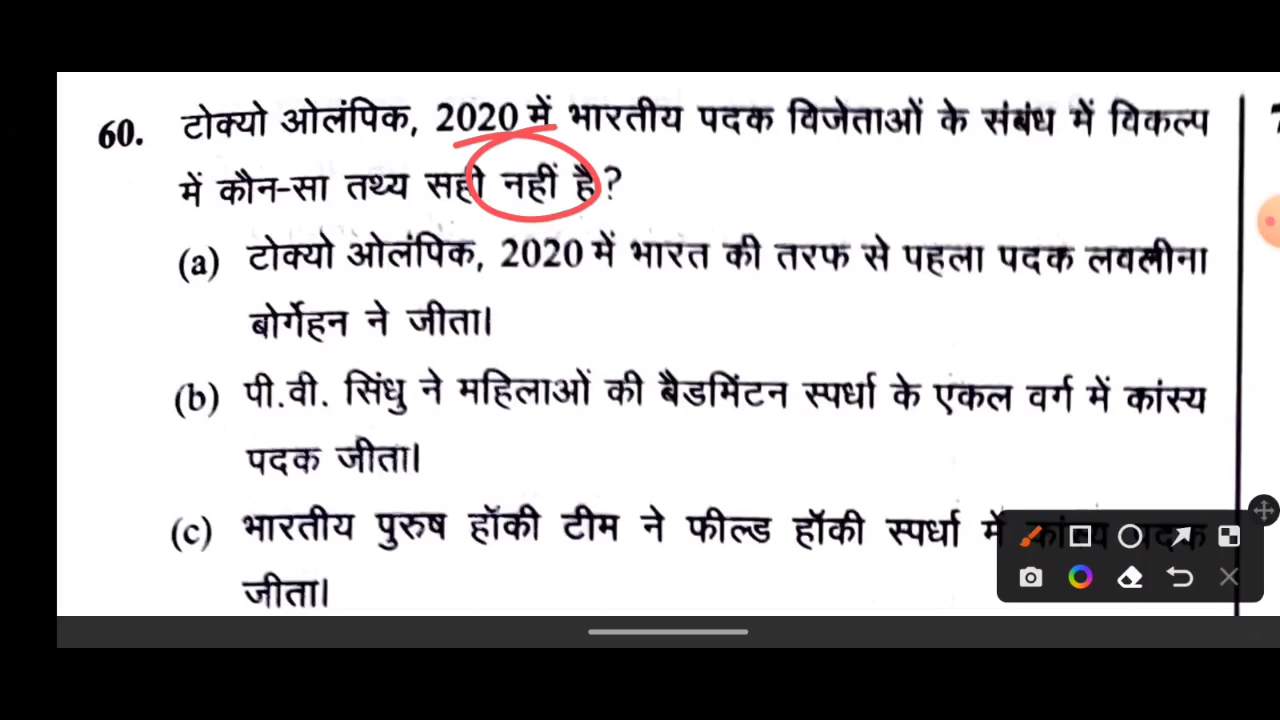 60. टोक्यो ओलंपिक, 2020 में भारतीय पदक विजेताओं के संबंध में विकल्प
में कौन-सा तथ्य सही नहीं है?
(a) टोक्यो ओलंपिक, 2020 में भारत की तरफ से पहला पदक लवलीना
बोर्गेहन ने जीता।
(b) पी.वी. सिंधु ने महिलाओं की बैडमिंटन स्पर्धा के एकल वर्ग में कांस्य
पदक जीता।
(c) भारतीय पुरुष हॉकी टीम ने फील्ड हॉकी स्पर्धा में कांस्य पदक
जीता।